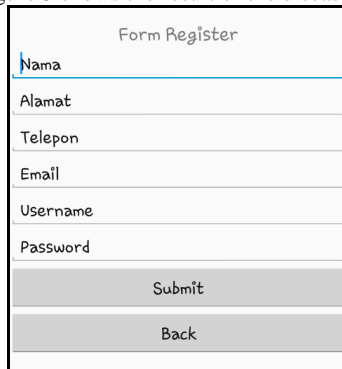 Form Register
Nama
Alamat
Telepon
Email
Username
Password
Submit
Back